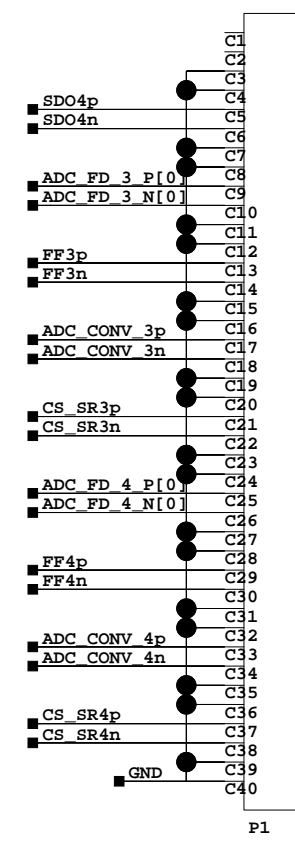 C1
C2
C3
C4
SDO4p
C5
SDO4n
C6
C7
C8
ADC_FD_3_P[0]
C9
ADC_FD_3_N[0]
C10
C11
C12
FF3p
C13
FF3n
C14
C15
C16
ADC_CONV_3p
C17
ADC_CONV_3n
C18
C19
C20
CS_SR3p
C21
CS_SR3n
C22
C23
C24
ADC_FD_4_P[0]
C25
ADC_FD_4_N[0]
C26
C27
C28
FF4p
C29
FF4n
C30
C31
C32
ADC_CONV_4p
C33
ADC_CONV_4n
C34
C35
C36
CS_SR4p
C37
CS_SR4n
C38
C39
GND
C40
P1